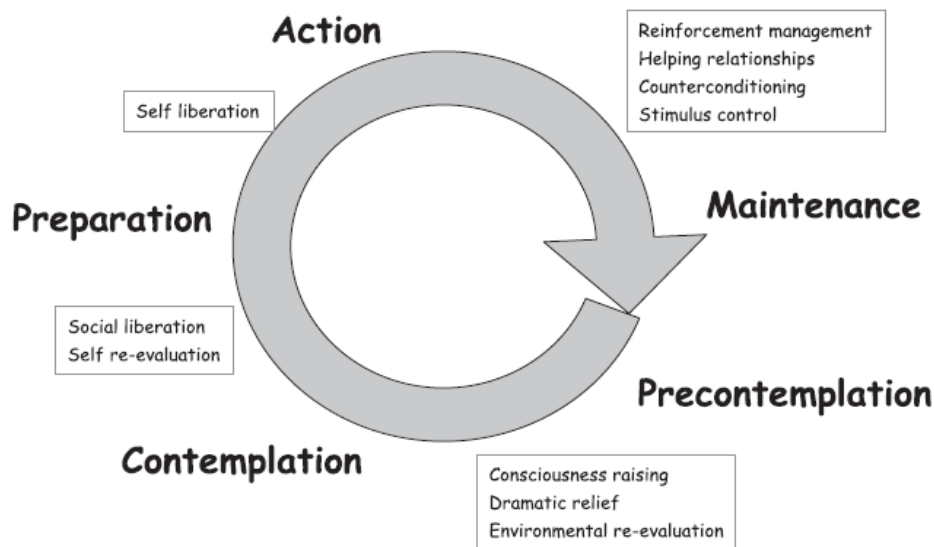 Action
Reinforcement management
Helping relationships
Counterconditioning
Stimulus control
Self liberation
Preparation
Maintenance
Social liberation
Self re-evaluation
Precontemplation
Contemplation
Consciousness raising
Dramatic relief
Environmental re-evaluation